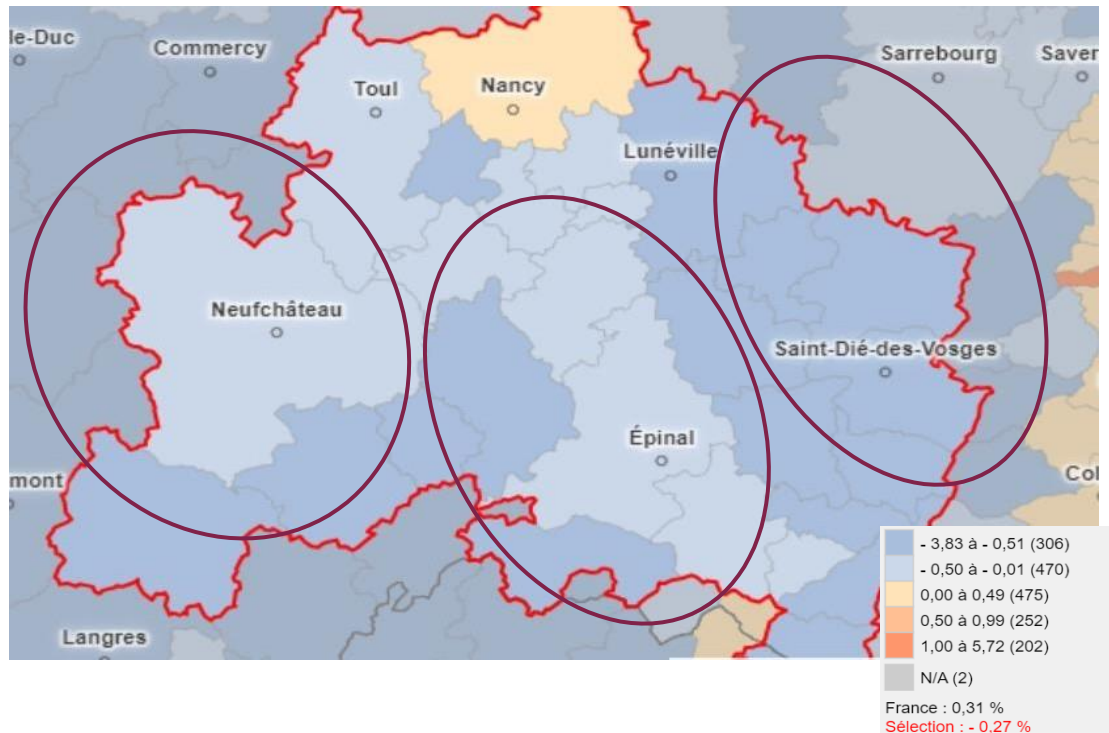 le-Duc
Commercy
Toul
Nancy
Sarrebourg
Saver
Lunéville
Neufchâteau
Saint-Dié-des-Vosges
Épinal
mont
Col
Langres
- 3,83 à - 0,51 (306)
- 0,50 à - 0,01 (470)
0,00 à 0,49 (475)
0,50 à 0,99 (252)
1,00 à 5,72 (202)
N/A (2)
France : 0,31 %
Sélection : - 0,27 %